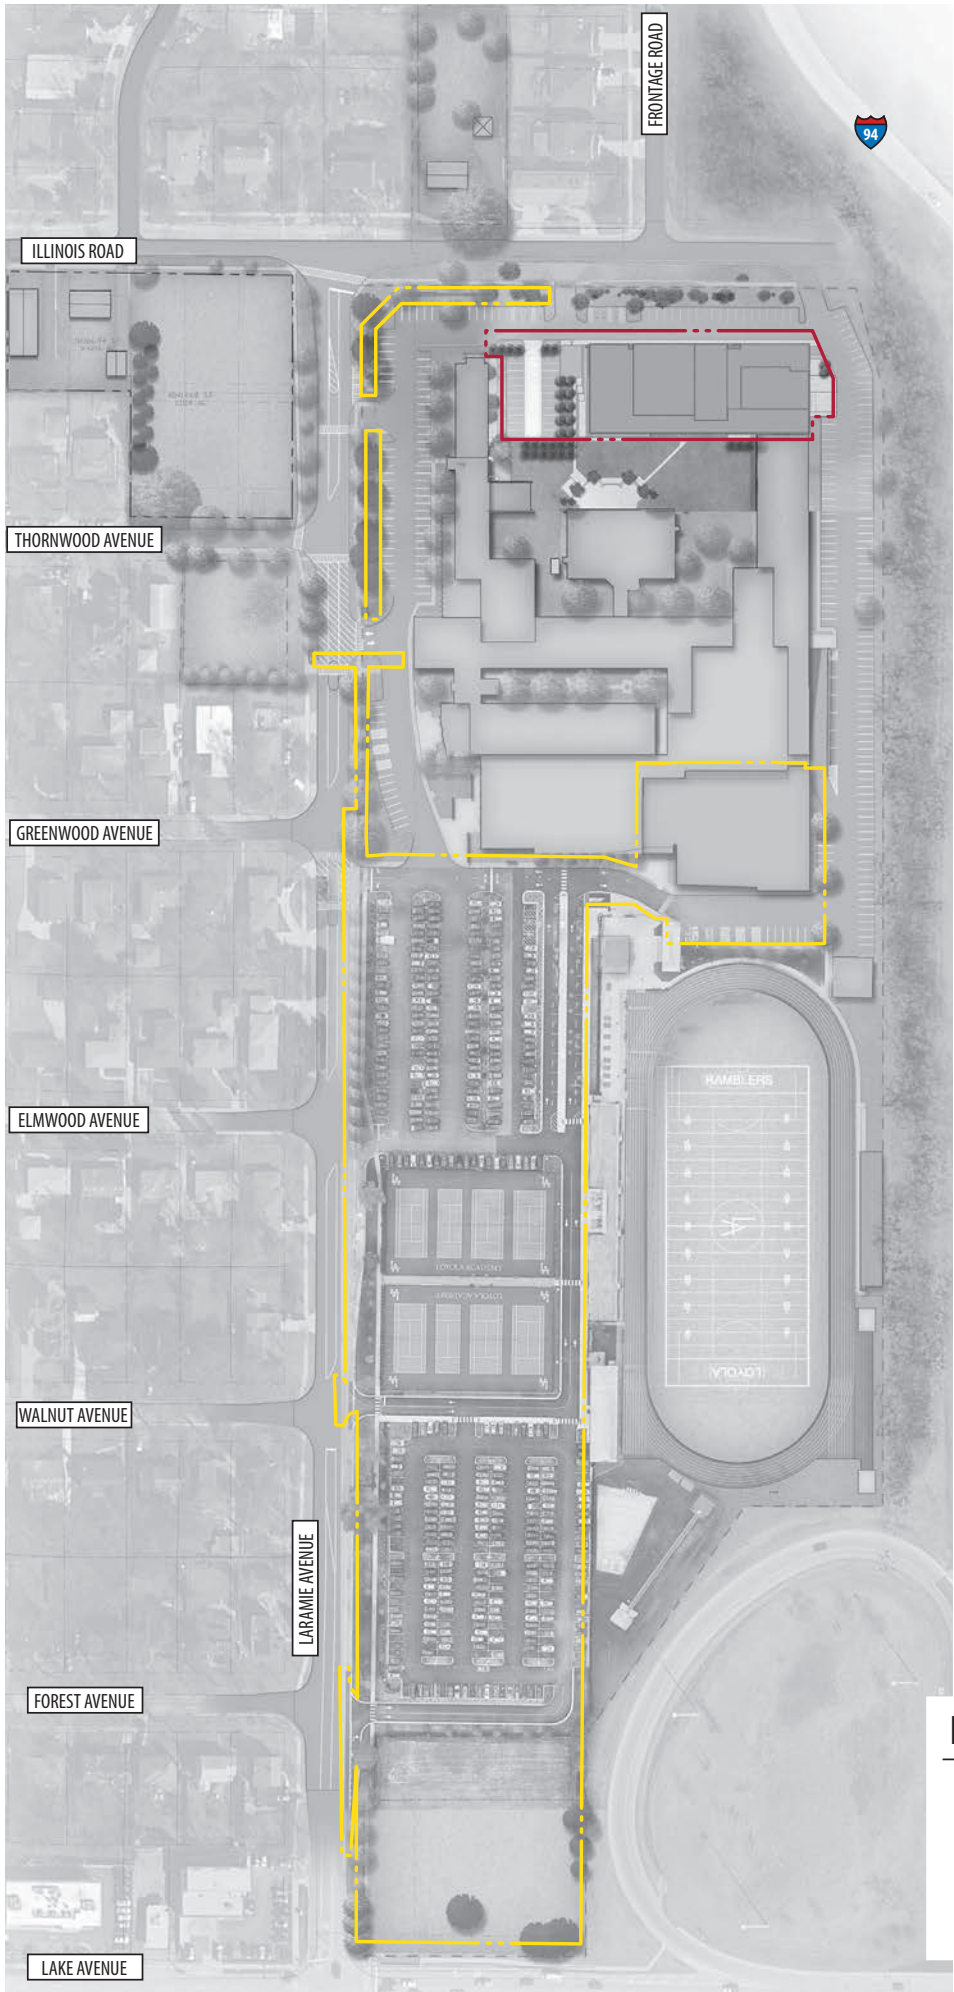 FRONTAGE ROAD
94
ILLINOIS ROAD
THORNWOOD AVENUE
GREENWOOD AVENUE
ELMWOOD AVENUE
RAMBLERS
LA
LOYOLA ACADEMY
LOYOLA ACADEMY
LOYOLA
WALNUT AVENUE
LARAMIE AVENUE
FOREST AVENUE
LAKE AVENUE